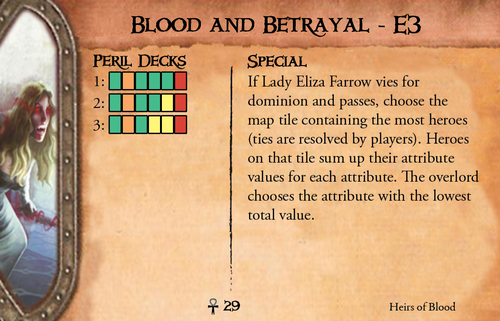 Blood and Betrayal - E3
Peril Decks
1:
2:
3:
Special
If Lady Eliza Farrow vies for
dominion and passes, choose the
map tile containing the most heroes
(ties are resolved by players). Heroes
on that tile sum up their attribute
values for each attribute. The overlord
chooses the attribute with the lowest
total value.
29
Heirs of Blood